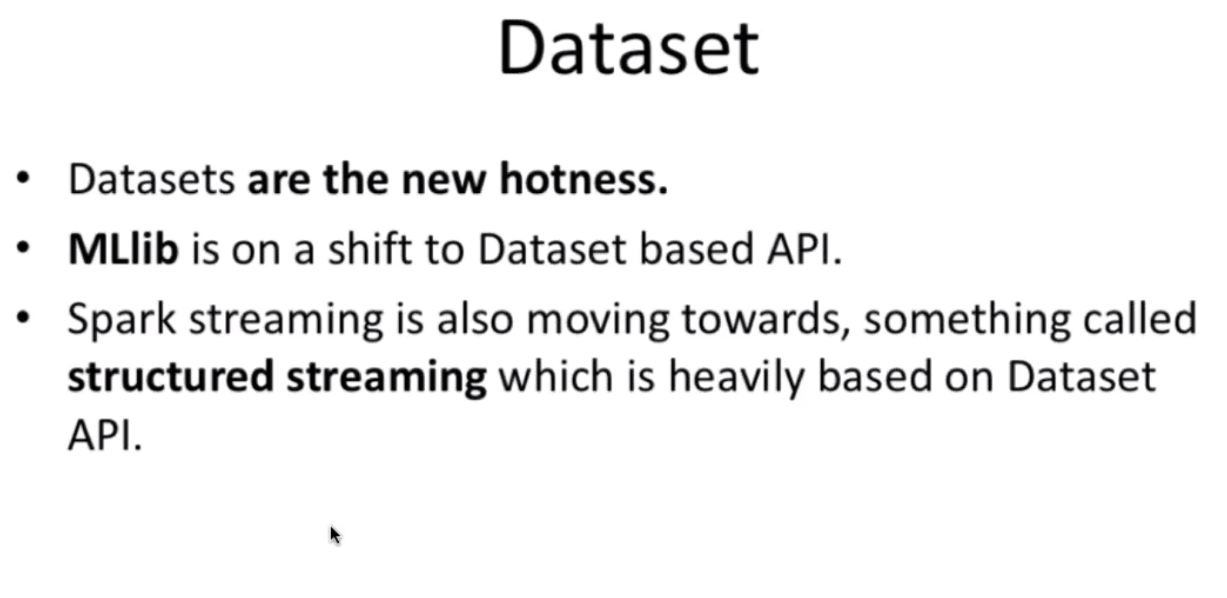 Dataset
• Datasets are the new hotness.
• MLlib is on a shift to Dataset based API.
• Spark streaming is also moving towards, something called
structured streaming which is heavily based on Dataset
API.